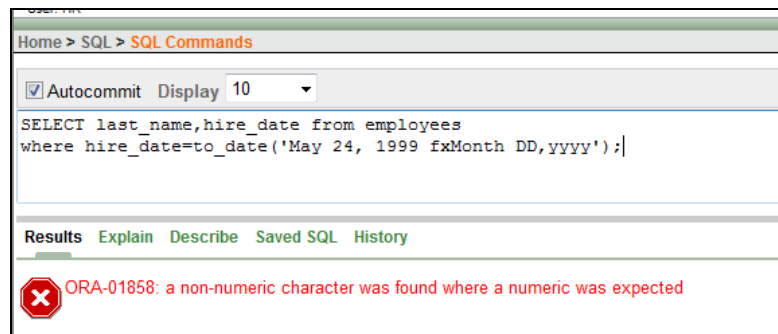 Home > SQL > SQL Commands
Autocommit Display 10
SELECT last_name,hire_date from employees
where hire_date=to_date('May 24, 1999 fxMonth DD,yyyy');
Results Explain Describe Saved SQL History
ORA-01858: a non-numeric character was found where a numeric was expected